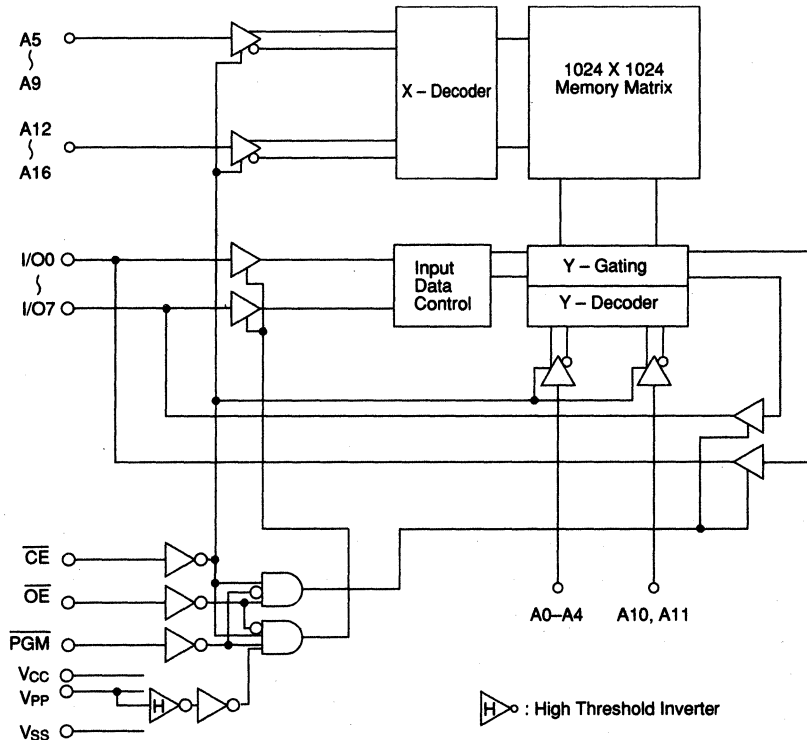 A5
A9
X – Decoder
1024 X 1024
Memory Matrix
A12
A16
I/O0
I/O7
Input
Data
Control
Y – Gating
Y – Decoder
CE
OE
PGM
A0–A4
A10, A11
VCC
VPP
VSS
H
H
: High Threshold Inverter